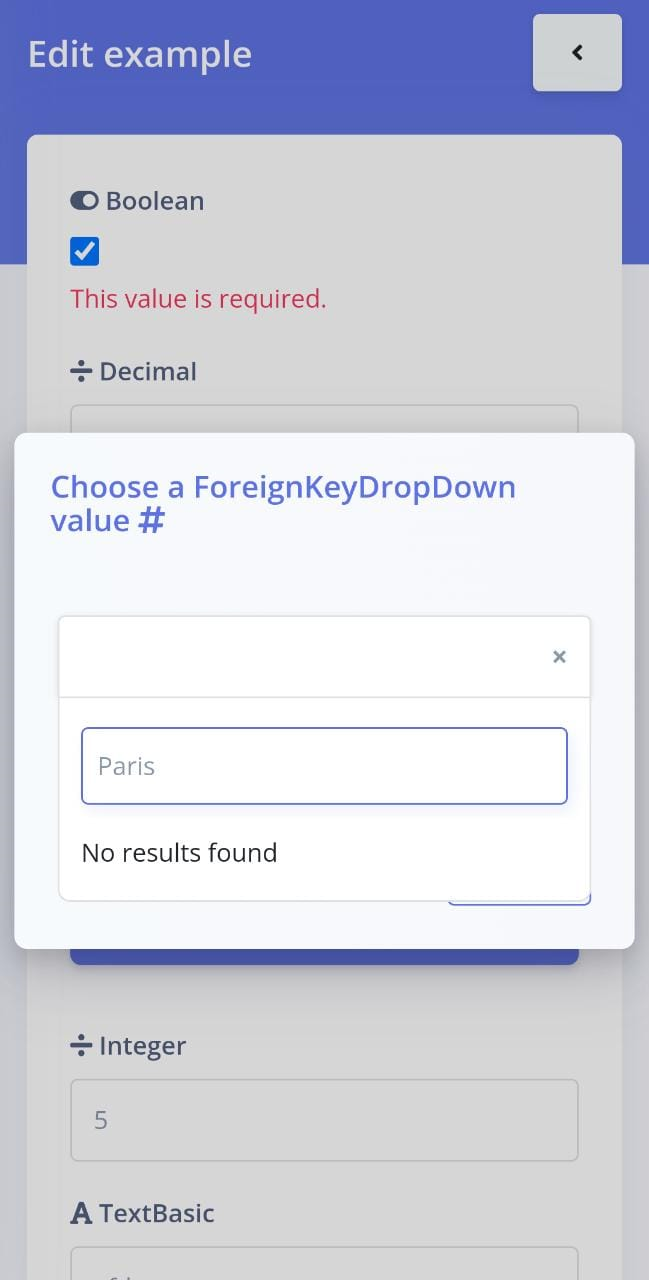 Edit example
Boolean
This value is required.
Decimal
Choose a ForeignKeyDropDown
value #
×
Paris
No results found
Integer
5
TextBasic